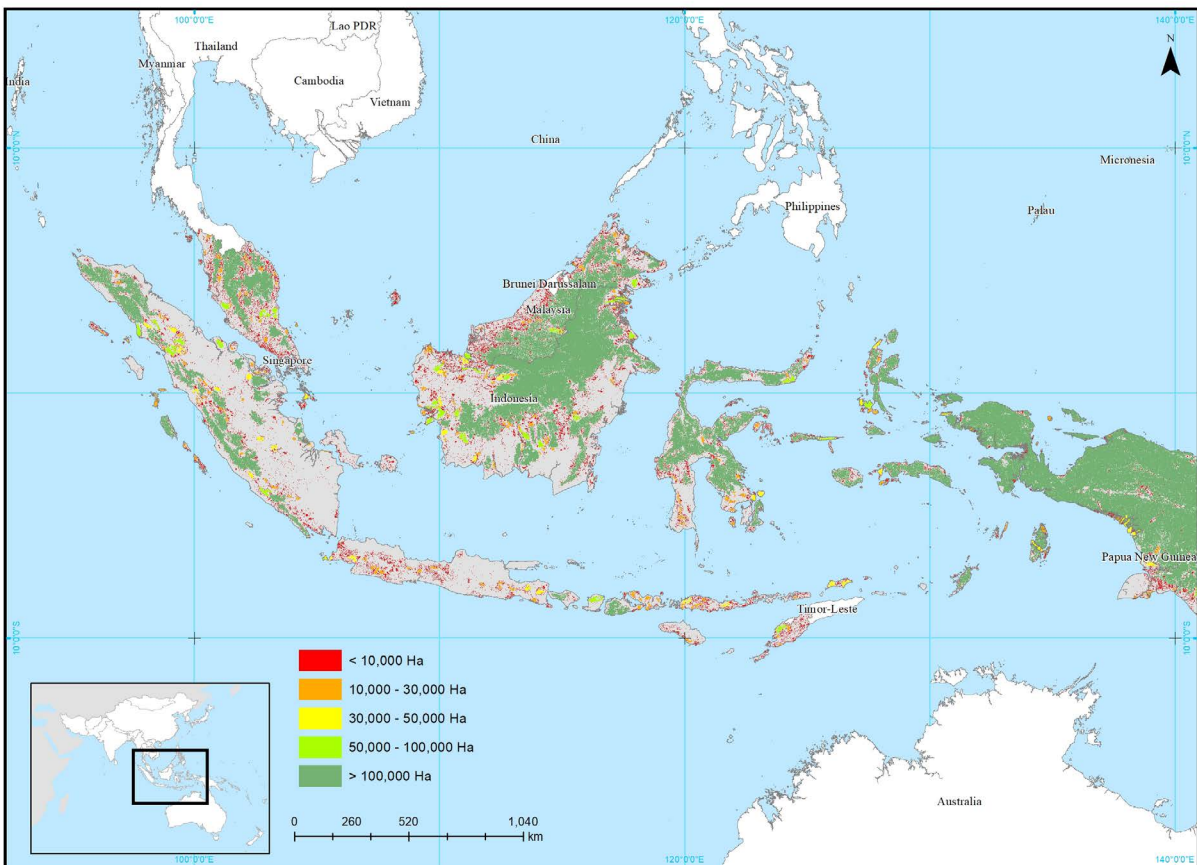 100°0'0"E
120°0'0"E
140°0'0"E
Lao PDR
Thailand
Myanmar
India
Cambodia
Vietnam
N
China
10°0'0"N
10°0'0"N
Micronesia
Philippines
Palau
Brunei Darussalam
Malaysia
Singapore
Indonesia
Papua New Guinea
Timor-Leste
10°0'0"S
10°0'0"S
< 10,000 Ha
10,000 - 30,000 Ha
30,000 - 50,000 Ha
50,000 - 100,000 Ha
> 100,000 Ha
Australia
0 260 520 1,040
km
100°0'0"E
120°0'0"E
140°0'0"E